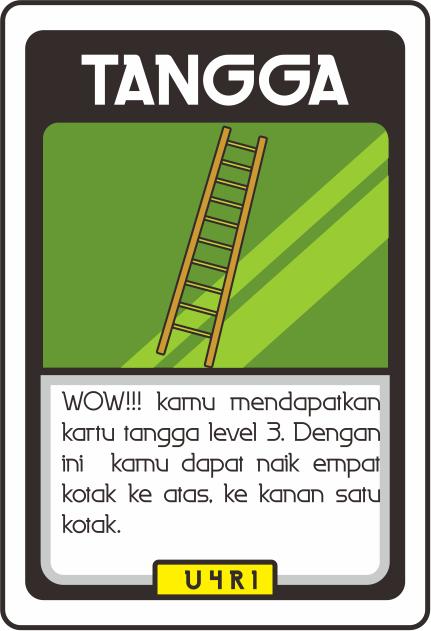 TANGGA
WOW!!! kamu mendapatkan
kartu tangga level 3. Dengan
ini kamu dapat naik empat
kotak ke atas, ke kanan satu
kotak.
U4R1